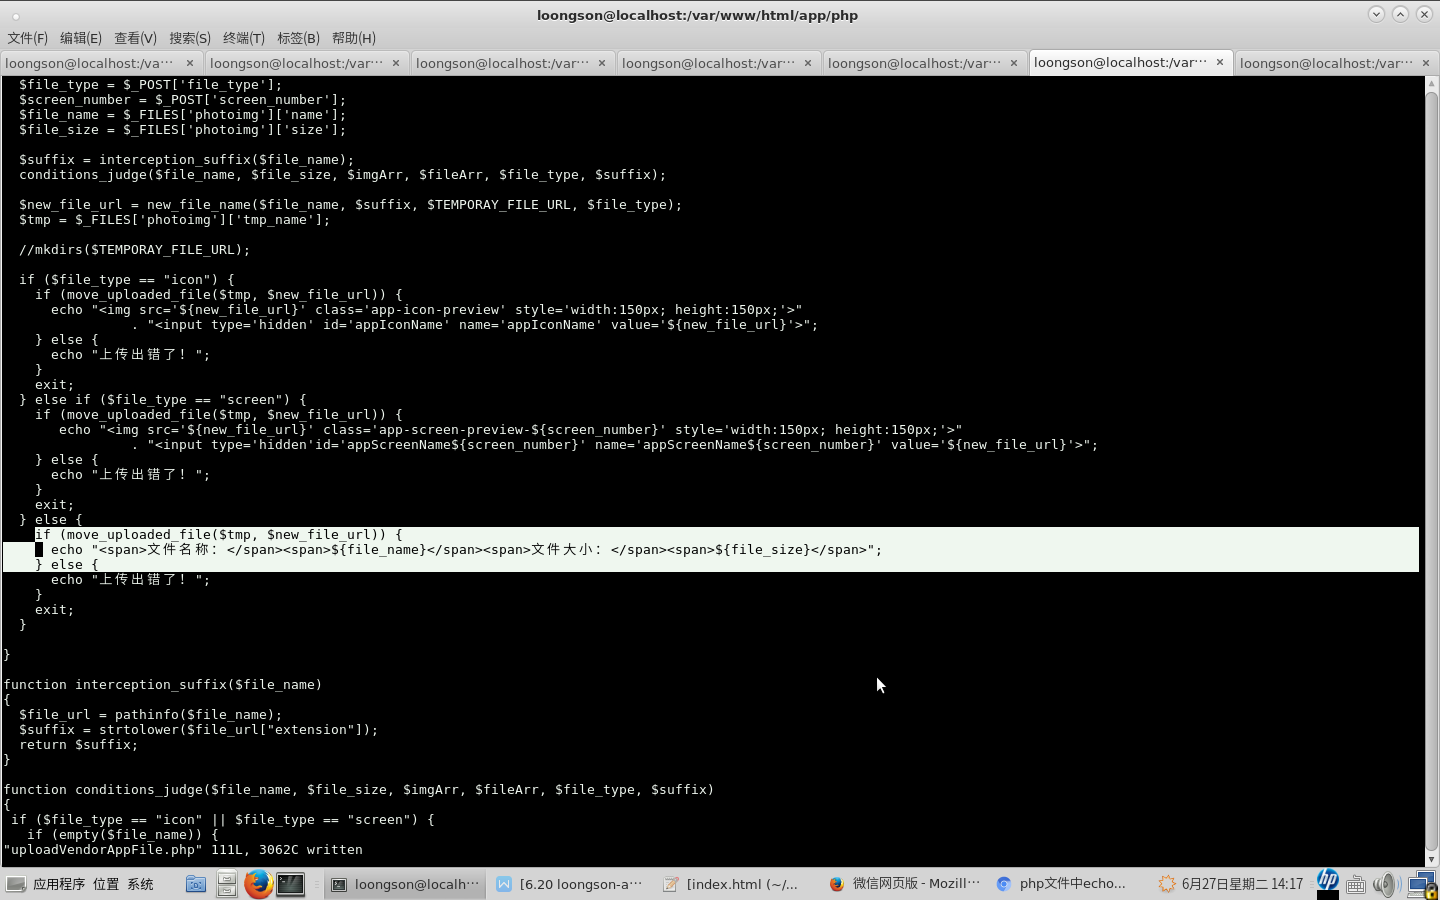 loongson@localhost:/var/www/html/app/php
文件(F) 编辑(E) 查看(V) 搜索(S) 终端(T) 标签(B) 帮助(H)
loongson@localhost:/va··· × loongson@localhost:/var··· × loongson@localhost:/var··· × loongson@localhost:/var··· × loongson@localhost:/var··· × loongson@localhost:/var··· × loongson@localhost:/var··· ×
  $file_type = $_POST['file_type'];
  $screen_number = $_POST['screen_number'];
  $file_name = $_FILES['photoimg']['name'];
  $file_size = $_FILES['photoimg']['size'];
  $suffix = interception_suffix($file_name);
  conditions_judge($file_name, $file_size, $imgArr, $fileArr, $file_type, $suffix);
  $new_file_url = new_file_name($file_name, $suffix, $TEMPORAY_FILE_URL, $file_type);
  $tmp = $_FILES['photoimg']['tmp_name'];
  //mkdirs($TEMPORAY_FILE_URL);
  if ($file_type == "icon") {
    if (move_uploaded_file($tmp, $new_file_url)) {
      echo "<img src='${new_file_url}' class='app-icon-preview' style='width:150px; height:150px;'>"
                . "<input type='hidden' id='appIconName' name='appIconName' value='${new_file_url}'>";
    } else {
      echo "上传出错了！";
    }
    exit;
  } else if ($file_type == "screen") {
    if (move_uploaded_file($tmp, $new_file_url)) {
       echo "<img src='${new_file_url}' class='app-screen-preview-${screen_number}' style='width:150px; height:150px;'>"
                . "<input type='hidden'id='appScreenName${screen_number}' name='appScreenName${screen_number}' value='${new_file_url}'>";
    } else {
      echo "上传出错了！";
    }
    exit;
  } else {
    if (move_uploaded_file($tmp, $new_file_url)) {
      echo "<span>文件名称：</span><span>${file_name}</span><span>文件大小：</span><span>${file_size}</span>";
    } else {
      echo "上传出错了！";
    }
    exit;
  }
}
function interception_suffix($file_name)
{
  $file_url = pathinfo($file_name);
  $suffix = strtolower($file_url["extension"]);
  return $suffix;
}
function conditions_judge($file_name, $file_size, $imgArr, $fileArr, $file_type, $suffix)
{
 if ($file_type == "icon" || $file_type == "screen") {
   if (empty($file_name)) {
"uploadVendorAppFile.php" 111L, 3062C written
应用程序 位置 系统 loongson@localh··· [6.20 loongson-a··· [index.html (~/... 微信网页版 - Mozill··· php文件中echo... 6月27日星期二 14:17 hp